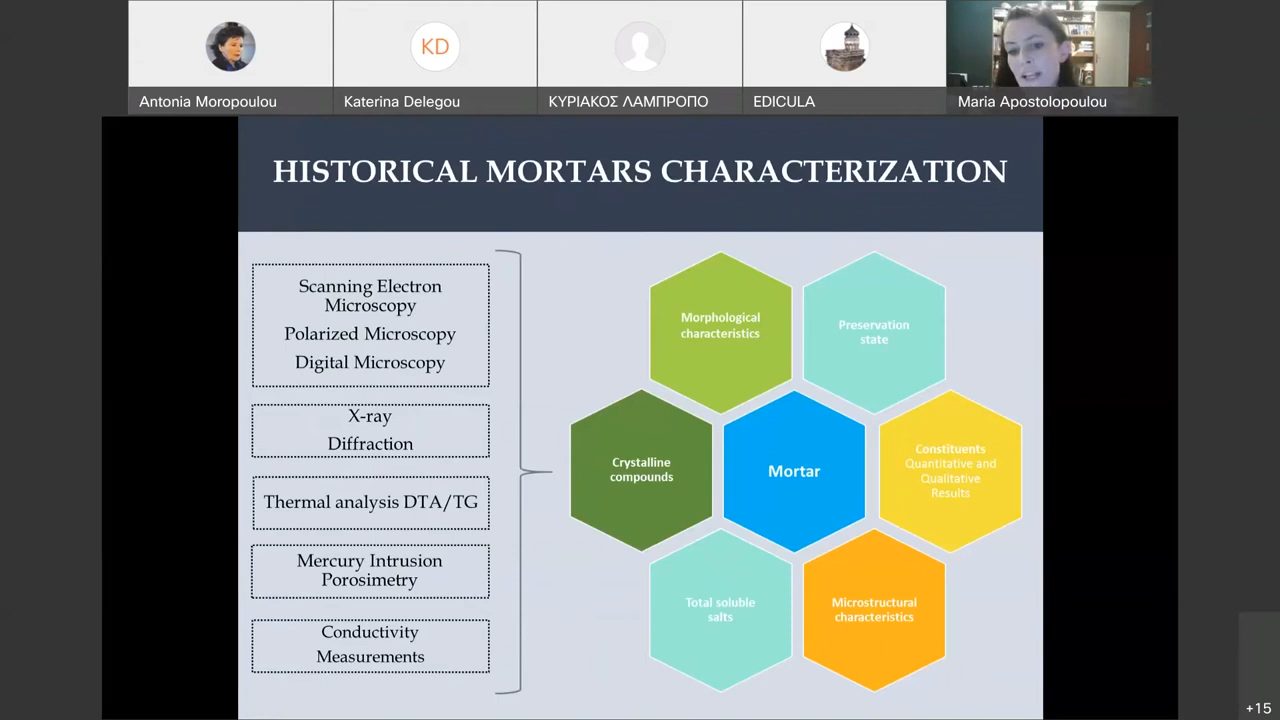 KD
Antonia Moropoulou
Katerina Delegou
ΚΥΡΙΑΚΟΣ ΛΑΜΠΡΟΠΟ
EDICULA
Maria Apostolopoulou
HISTORICAL MORTARS CHARACTERIZATION
Scanning Electron
Microscopy
Polarized Microscopy
Digital Microscopy
X-ray
Diffraction
Thermal analysis DTA/TG
Mercury Intrusion
Porosimetry
Conductivity
Measurements
Morphological
characteristics
Preservation
state
Crystalline
compounds
Mortar
Constituents
Quantitative and
Qualitative
Results
Total soluble
salts
Microstructural
characteristics
+15